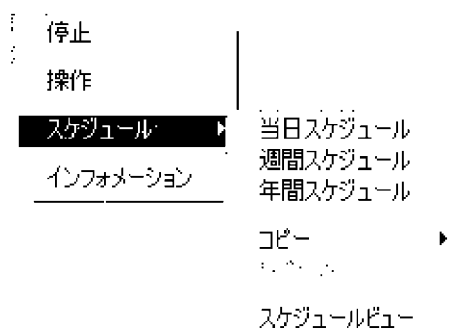 停止
操作
スケジュール
インフォメーション
当日スケジュール
週間スケジュール
年間スケジュール
コピー
スケジュールビュー